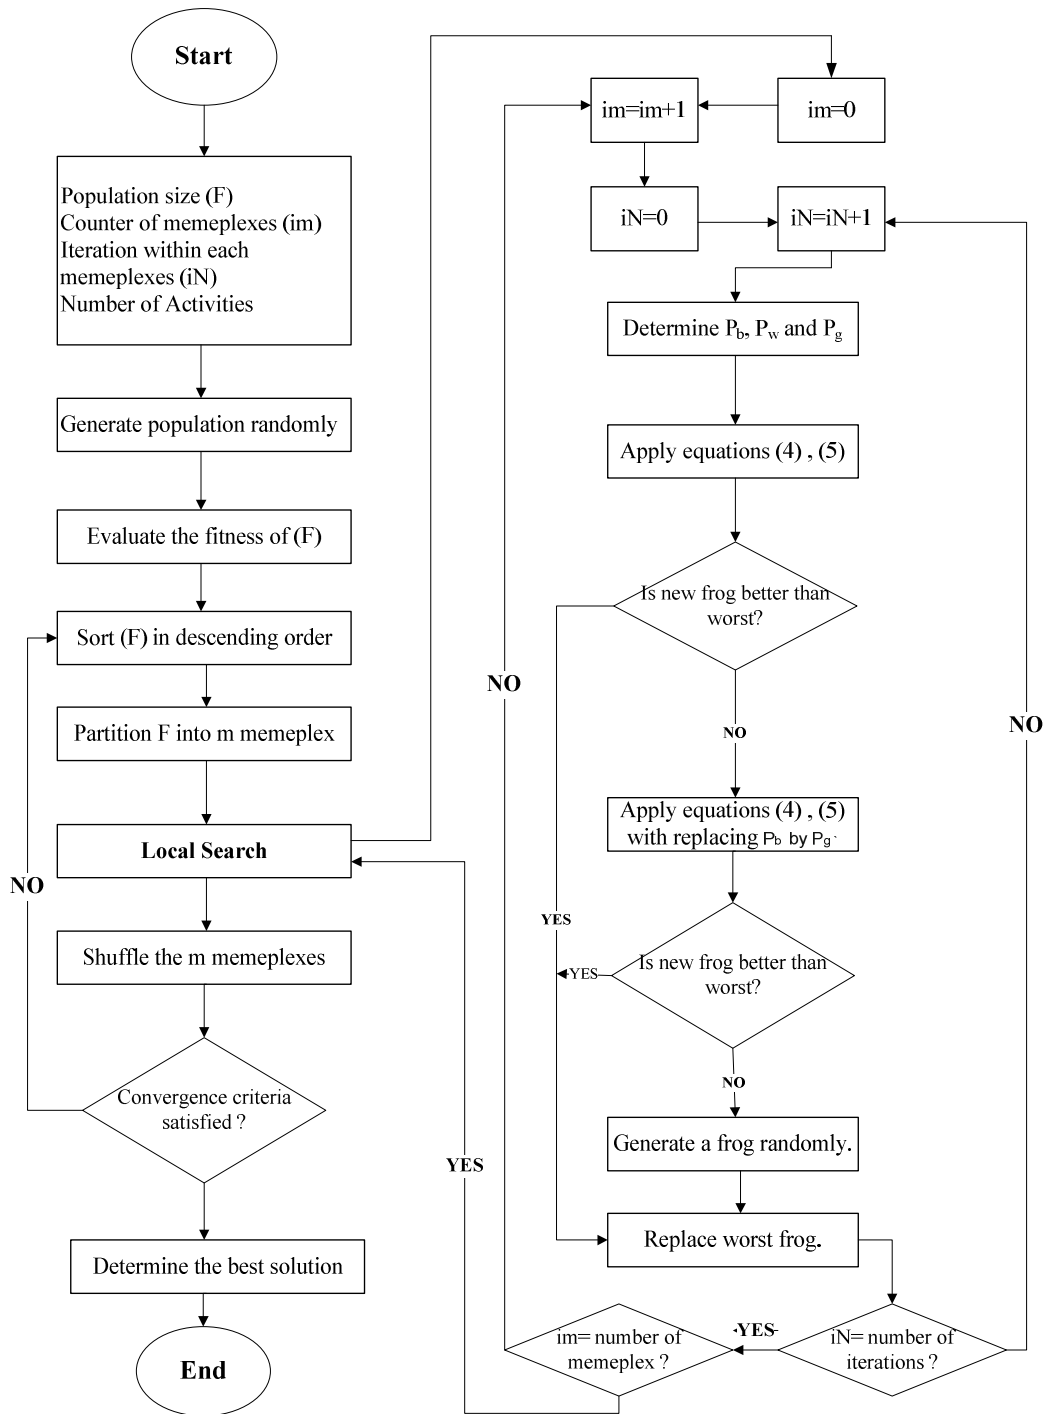 Start
Population size (F)
Counter of memeplexes (im)
Iteration within each
memeplexes (iN)
Number of Activities
Generate population randomly
Evaluate the fitness of (F)
Sort (F) in descending order
Partition F into m memeplex
Local Search
NO
Shuffle the m memeplexes
Convergence criteria
satisfied ?
Determine the best solution
End
im=0
im=im+1
iN=0
iN=iN+1
Determine Pb, Pw and Pg
Apply equations (4) , (5)
Is new frog better than
worst?
NO
Apply equations (4) , (5)
with replacing Pb by Pg
YES
Is new frog better than
worst?
YES
NO
Generate a frog randomly.
Replace worst frog.
iN= number of
iterations ?
YES
im= number of
memeplex ?
NO
NO
YES